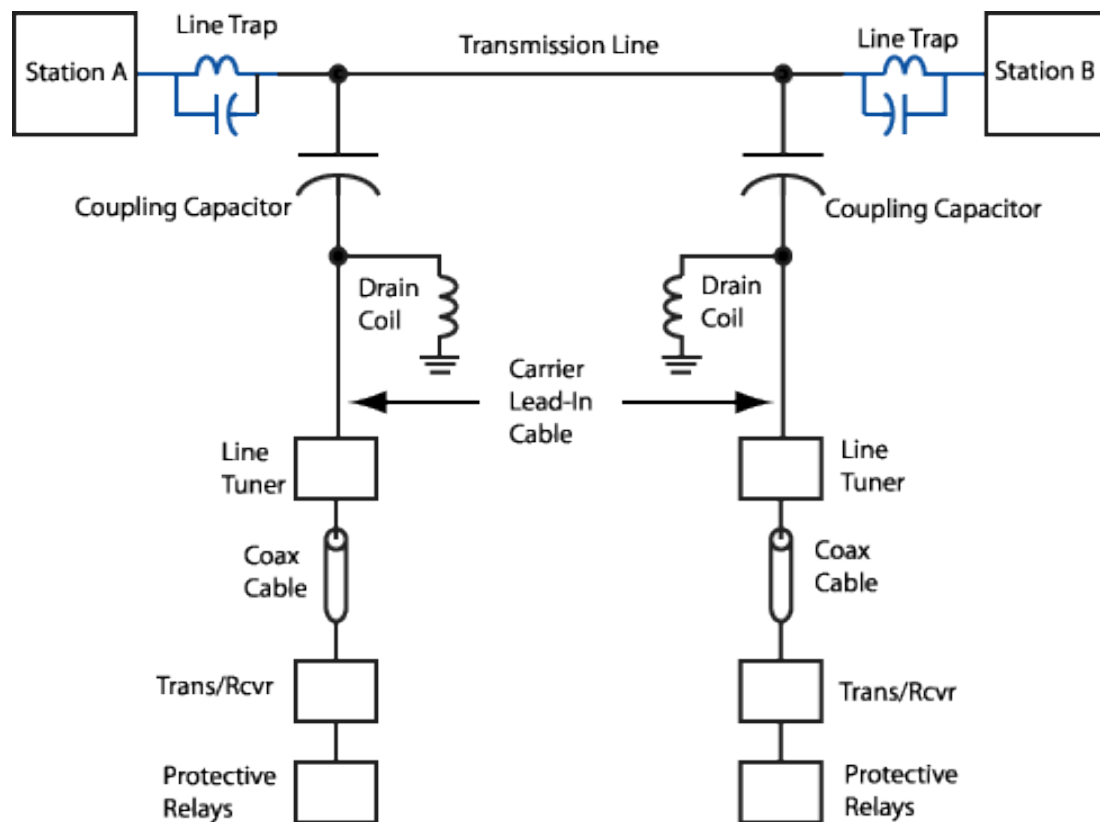 Line Trap
Transmission Line
Line Trap
Station A
Station B
Coupling Capacitor
Coupling Capacitor
Drain
Coil
Drain
Coil
Carrier
Lead-In
Cable
Line
Tuner
Line
Tuner
Coax
Cable
Coax
Cable
Trans/Rcvr
Trans/Rcvr
Protective
Relays
Protective
Relays